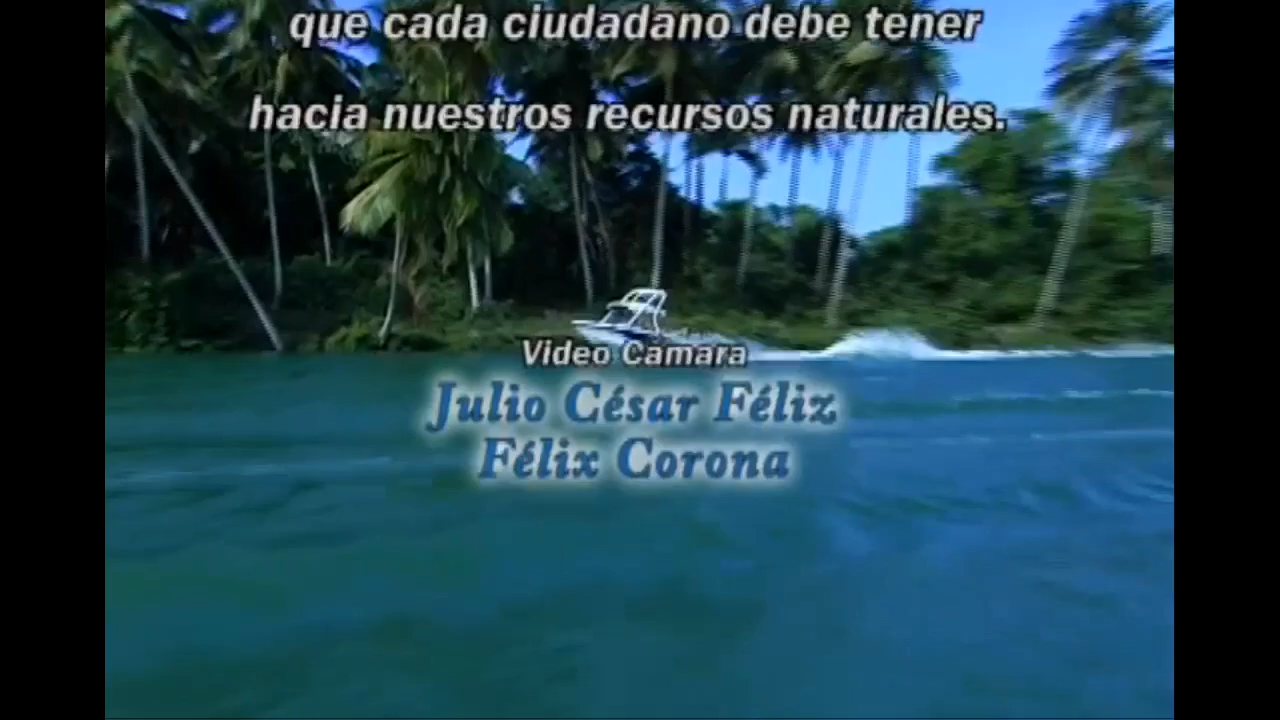 que cada ciudadano debe tener
hacia nuestros recursos naturales.
Video Camara
Julio César Féliz
Félix Corona